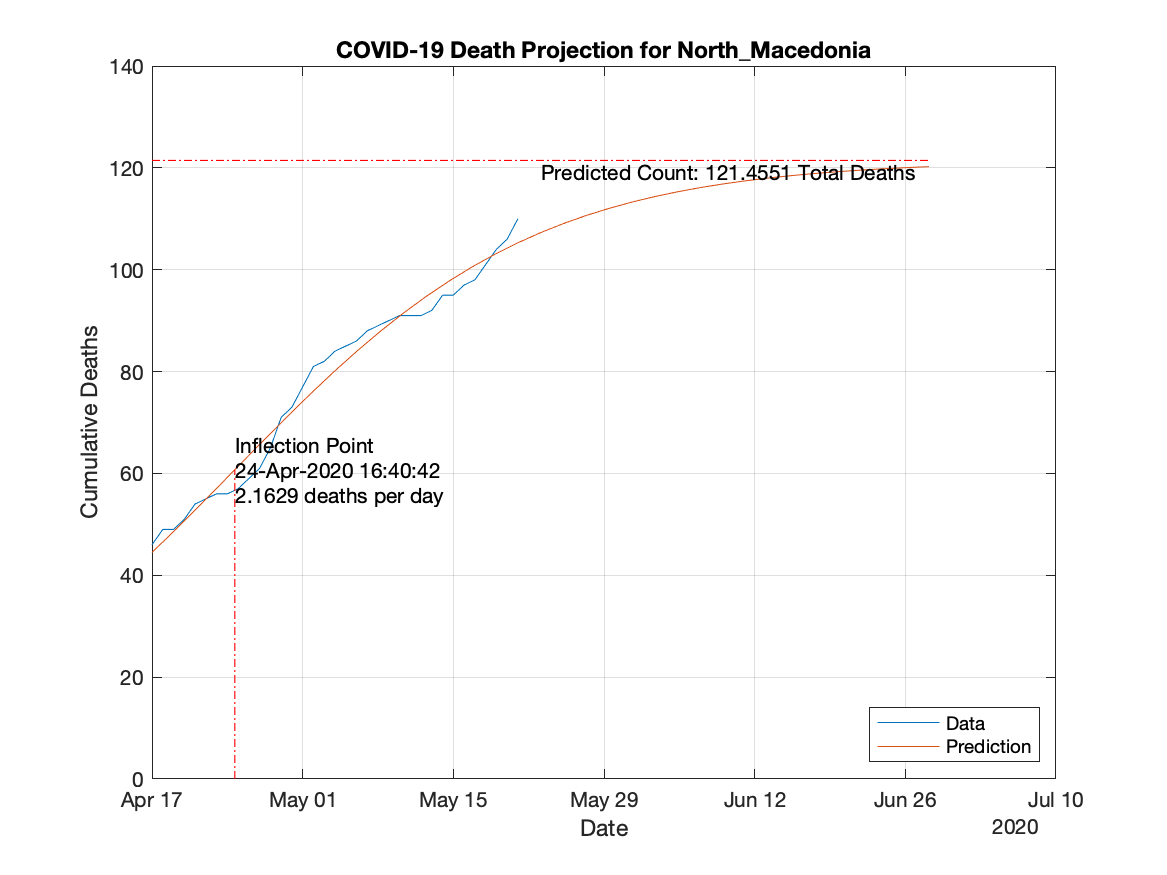 COVID-19 Death Projection for North_Macedonia
140
120
100
80
60
40
20
0
Cumulative Deaths
Predicted Count: 121.4551 Total Deaths
Inflection Point
24-Apr-2020 16:40:42
2.1629 deaths per day
Data
Prediction
Apr 17 May 01 May 15 May 29 Jun 12 Jun 26 Jul 10
Date
2020